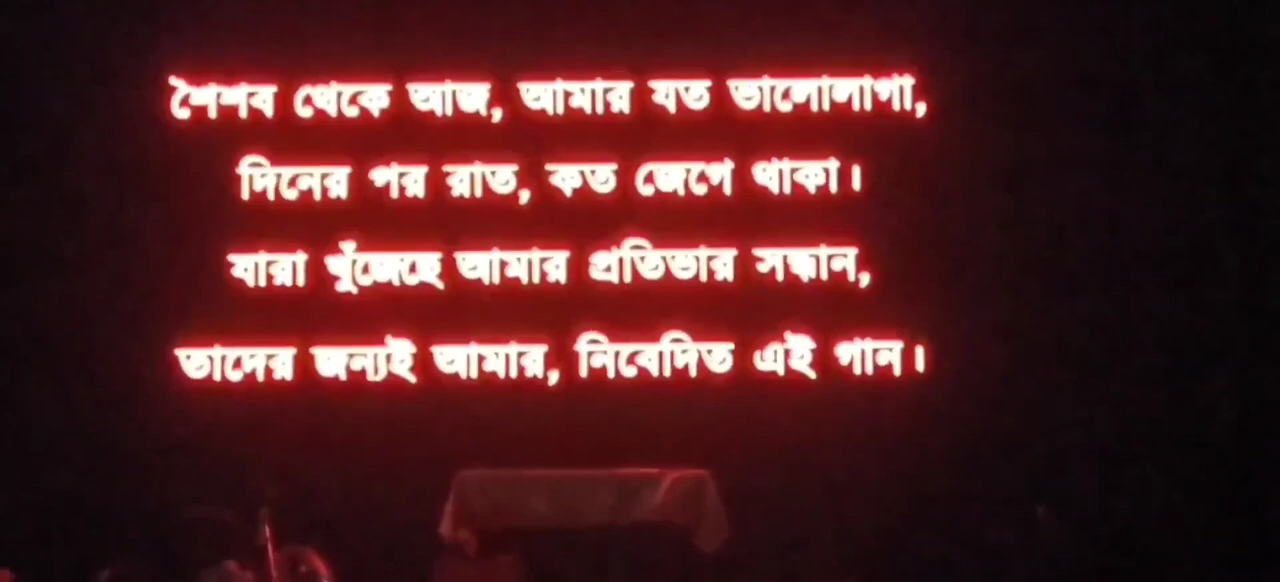 শৈশব থেকে আজ, আমার যত ভালোলাগা,
দিনের পর রাত, কত জেগে থাকা।
যারা খুঁজেছে আমার প্রতিভার সন্ধান,
তাদের জন্যই আমার, নিবেদিত এই গান।